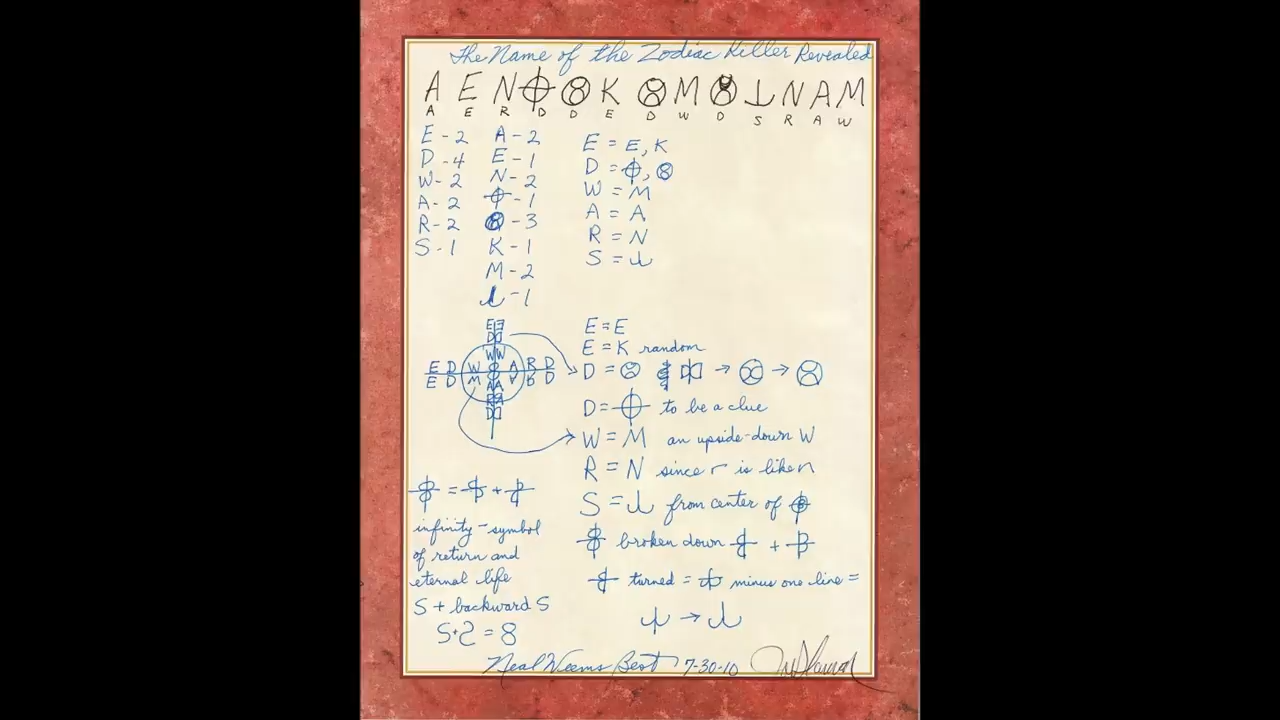 The Name of the Zodiac Killer Revealed
A E N ⌖ ⊗ K ⊗ M ⊗ ⊥ N A M
A E R D D E D W D S R A W
E - 2 A - 2 E = E, K
D - 4 E - 1 D = ⌖, ⊗
W - 2 N - 2 W = M
A - 2 ⌖ - 1 A = A
R - 2 ⊗ - 3 R = N
S - 1 K - 1 S =
M - 2
- 1
E = E
E = K random
D =
D = ⌖ to be a clue
W = M an upside-down W
R = N since r is like n
S = from center of
broken down +
turned = minus one line =
→
E D W A R D
E D M D
= +
infinity - symbol
of return and
eternal life
S + backward S
S + Ƨ = 8
Neal Weems Best 7-30-10